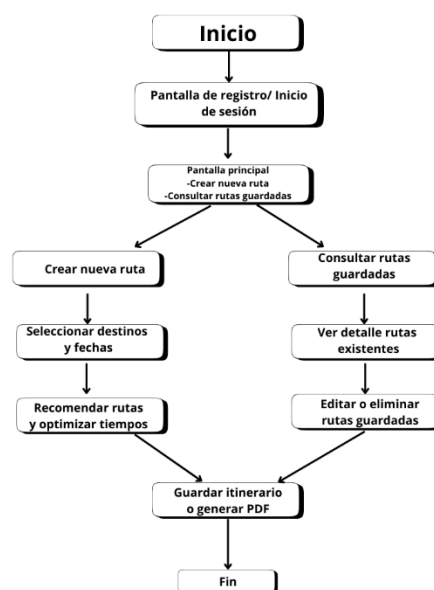 Inicio
Pantalla de registro/ Inicio
de sesión
Pantalla principal
-Crear nueva ruta
-Consultar rutas guardadas
Crear nueva ruta
Consultar rutas
guardadas
Seleccionar destinos
y fechas
Ver detalle rutas
existentes
Recomendar rutas
y optimizar tiempos
Editar o eliminar
rutas guardadas
Guardar itinerario
o generar PDF
Fin